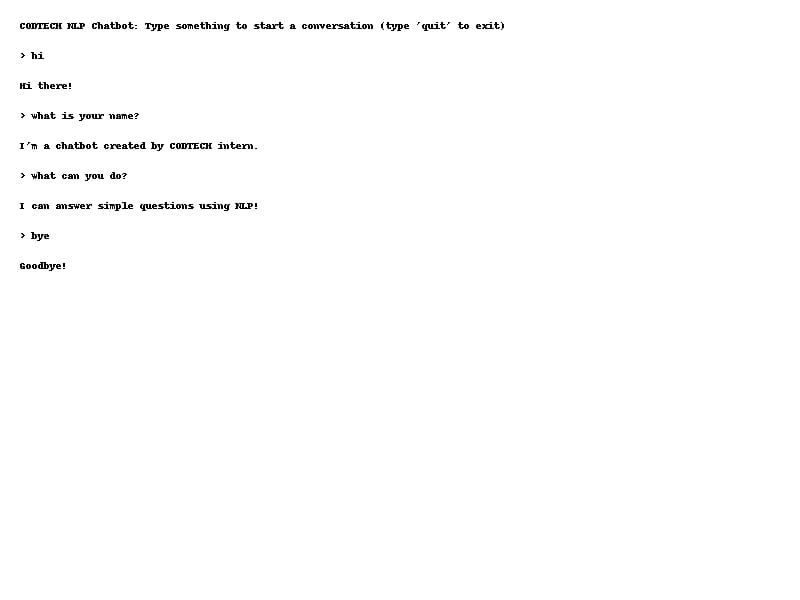 CODTECH NLP Chatbot: Type something to start a conversation (type 'quit' to exit)
> hi
Hi there!
> what is your name?
I'm a chatbot created by CODTECH intern.
> what can you do?
I can answer simple questions using NLP!
> bye
Goodbye!